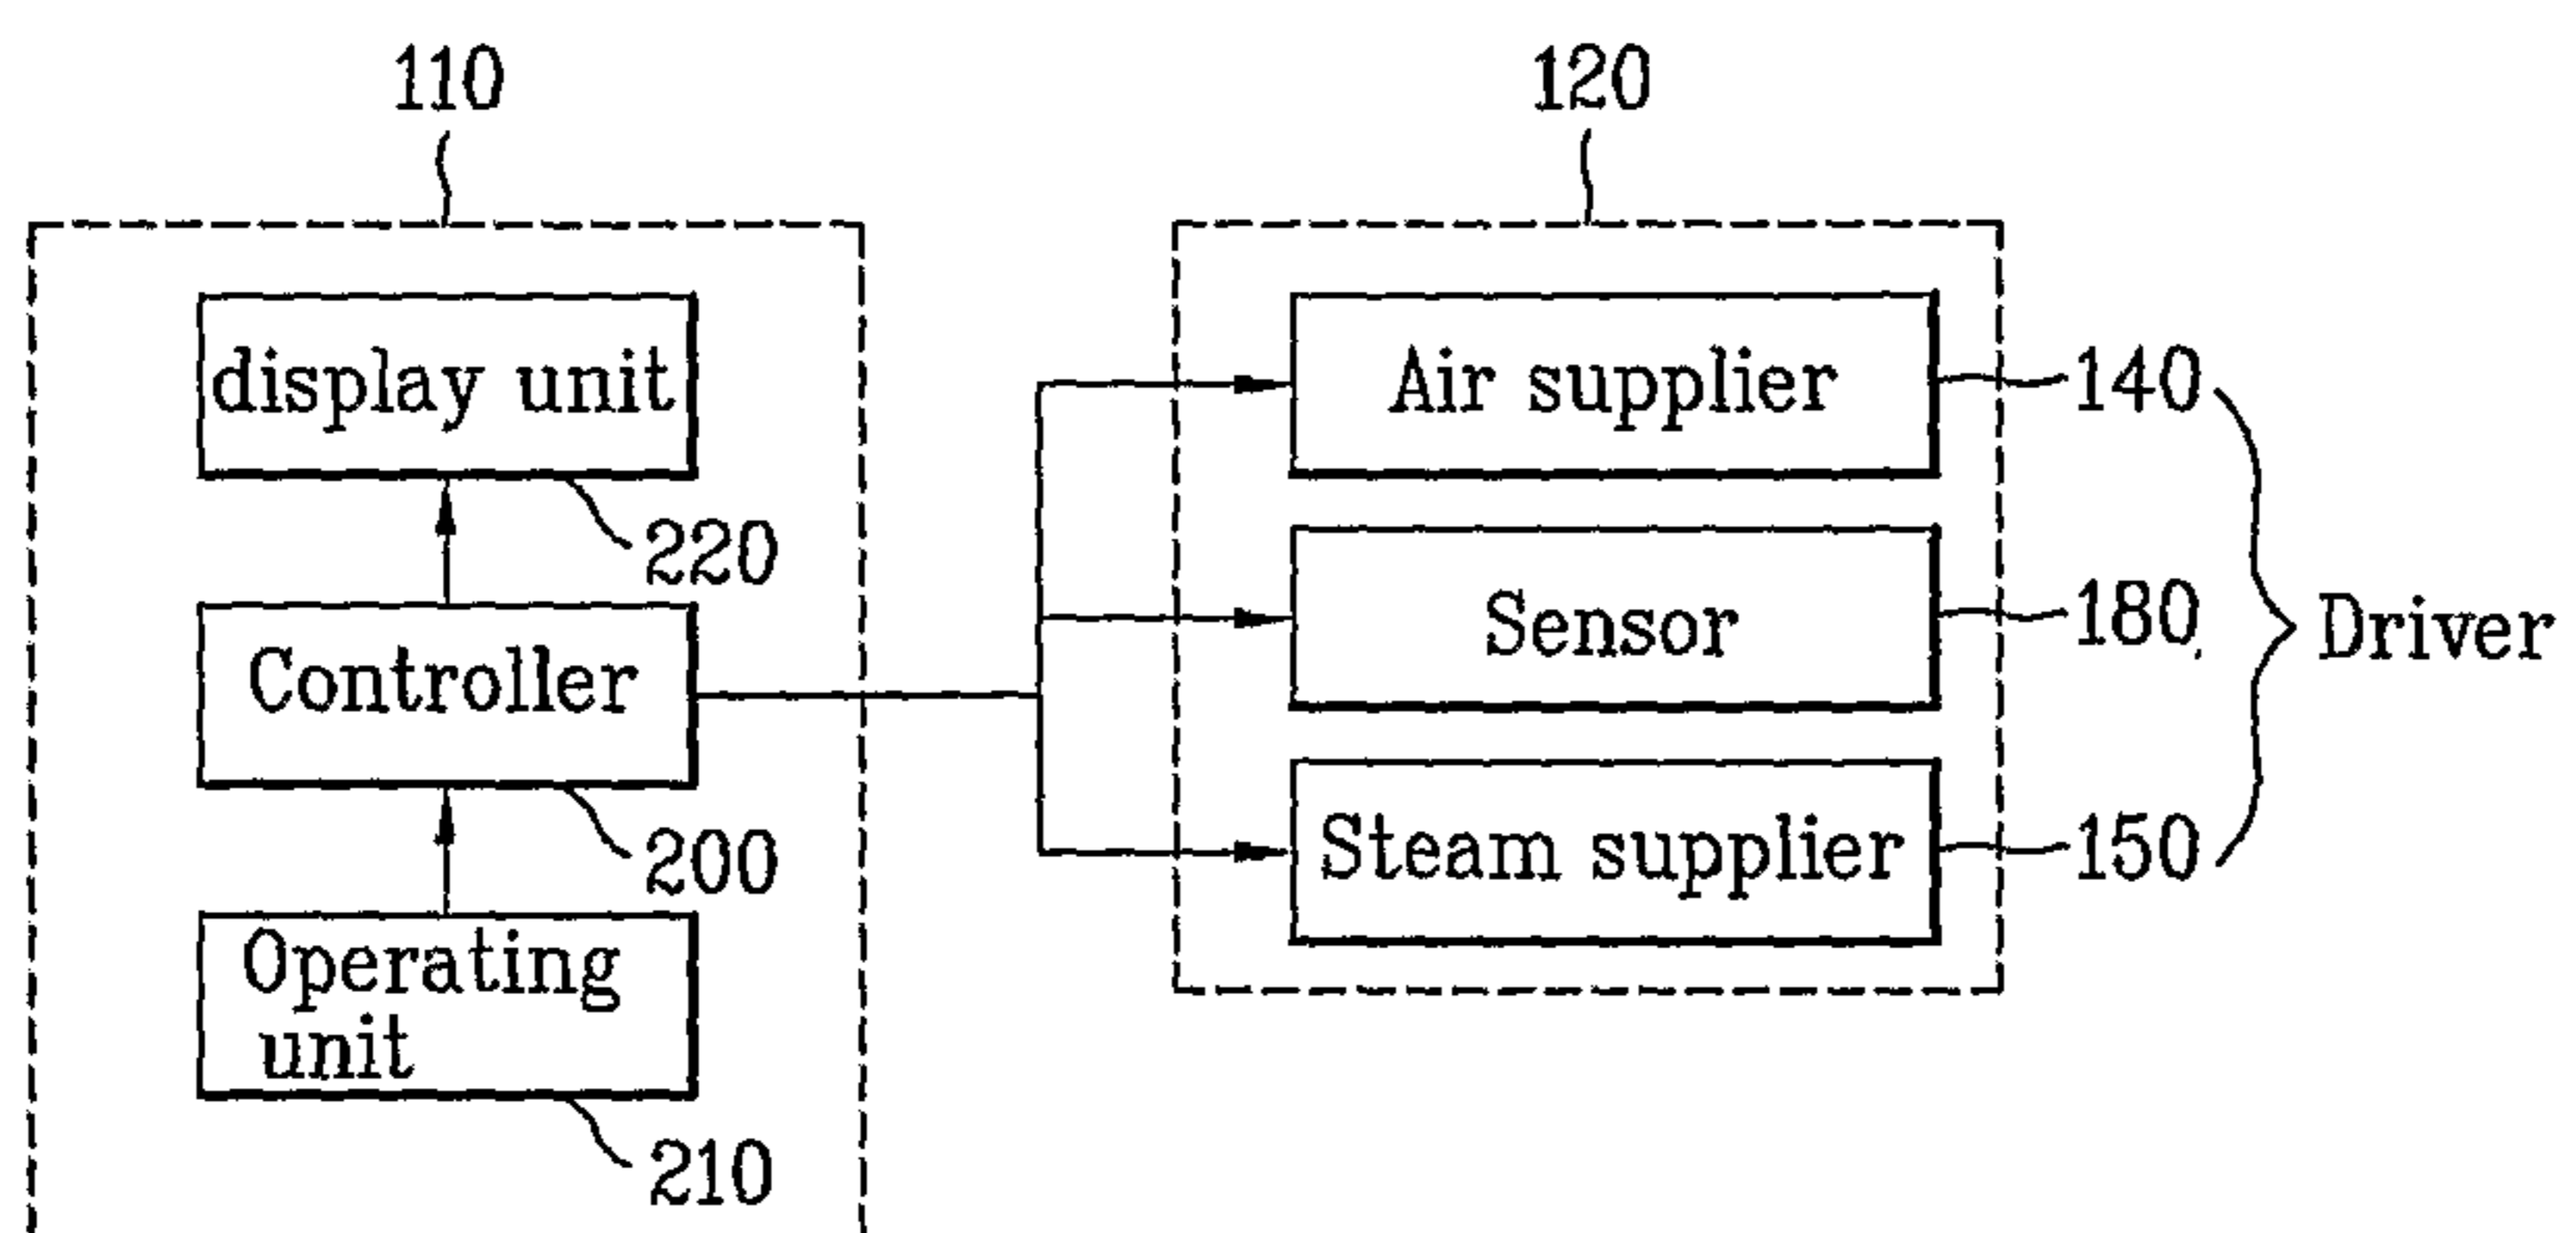 110
120
display unit
220
Controller
200
Operating
unit
210
Air supplier
140
Sensor
180
Steam supplier
150
Driver